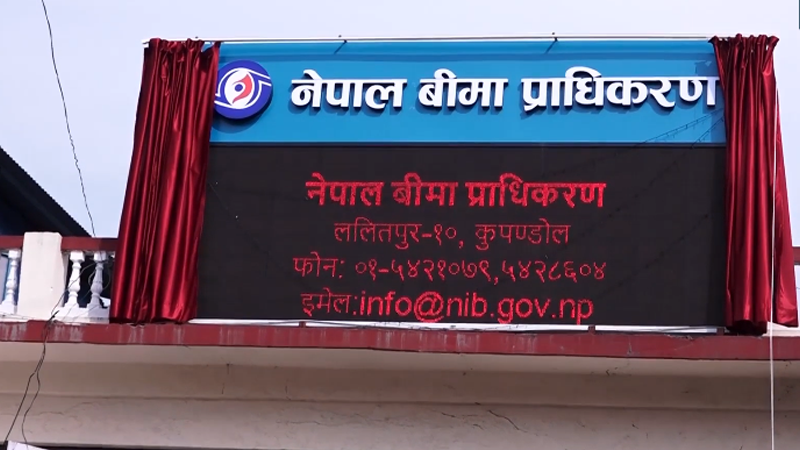 नेपाल बीमा प्राधिकरण
नेपाल बीमा प्राधिकरण
ललितपुर-१०, कुपण्डोल
फोन: ०१-५४२१०७९,५४२८६०४
इमेल:info@nib.gov.np